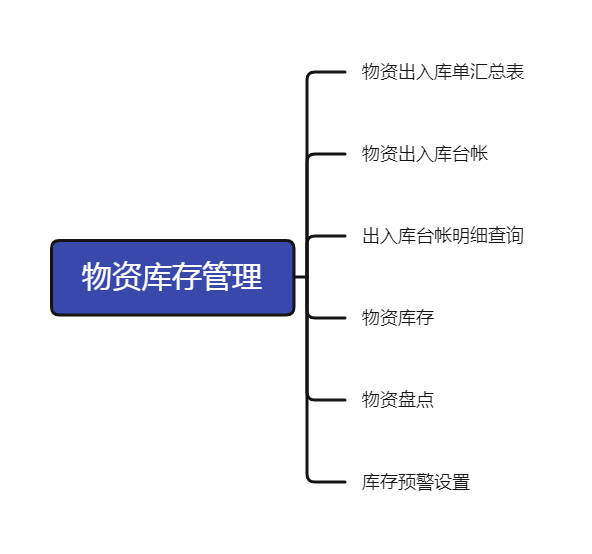 物资库存管理
物资出入库单汇总表
物资出入库台帐
出入库台帐明细查询
物资库存
物资盘点
库存预警设置